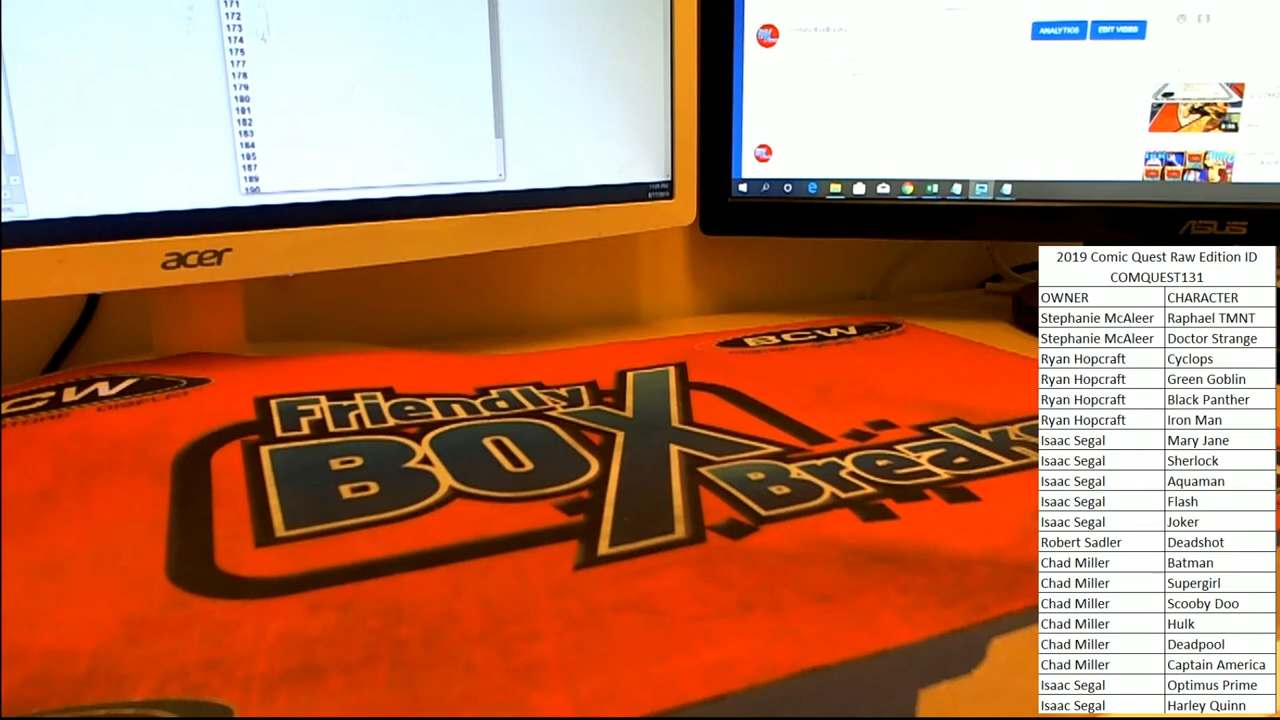 171
172
173
174
175
177
178
179
180
181
182
183
184
185
187
189
190
acer
ANALYTICS
EDIT VIDEO
ASUS
BCW
BCW
Friendly
BOX
Breaks
2019 Comic Quest Raw Edition ID
COMQUEST131
OWNER CHARACTER
Stephanie McAleer Raphael TMNT
Stephanie McAleer Doctor Strange
Ryan Hopcraft Cyclops
Ryan Hopcraft Green Goblin
Ryan Hopcraft Black Panther
Ryan Hopcraft Iron Man
Isaac Segal Mary Jane
Isaac Segal Sherlock
Isaac Segal Aquaman
Isaac Segal Flash
Isaac Segal Joker
Robert Sadler Deadshot
Chad Miller Batman
Chad Miller Supergirl
Chad Miller Scooby Doo
Chad Miller Hulk
Chad Miller Deadpool
Chad Miller Captain America
Isaac Segal Optimus Prime
Isaac Segal Harley Quinn